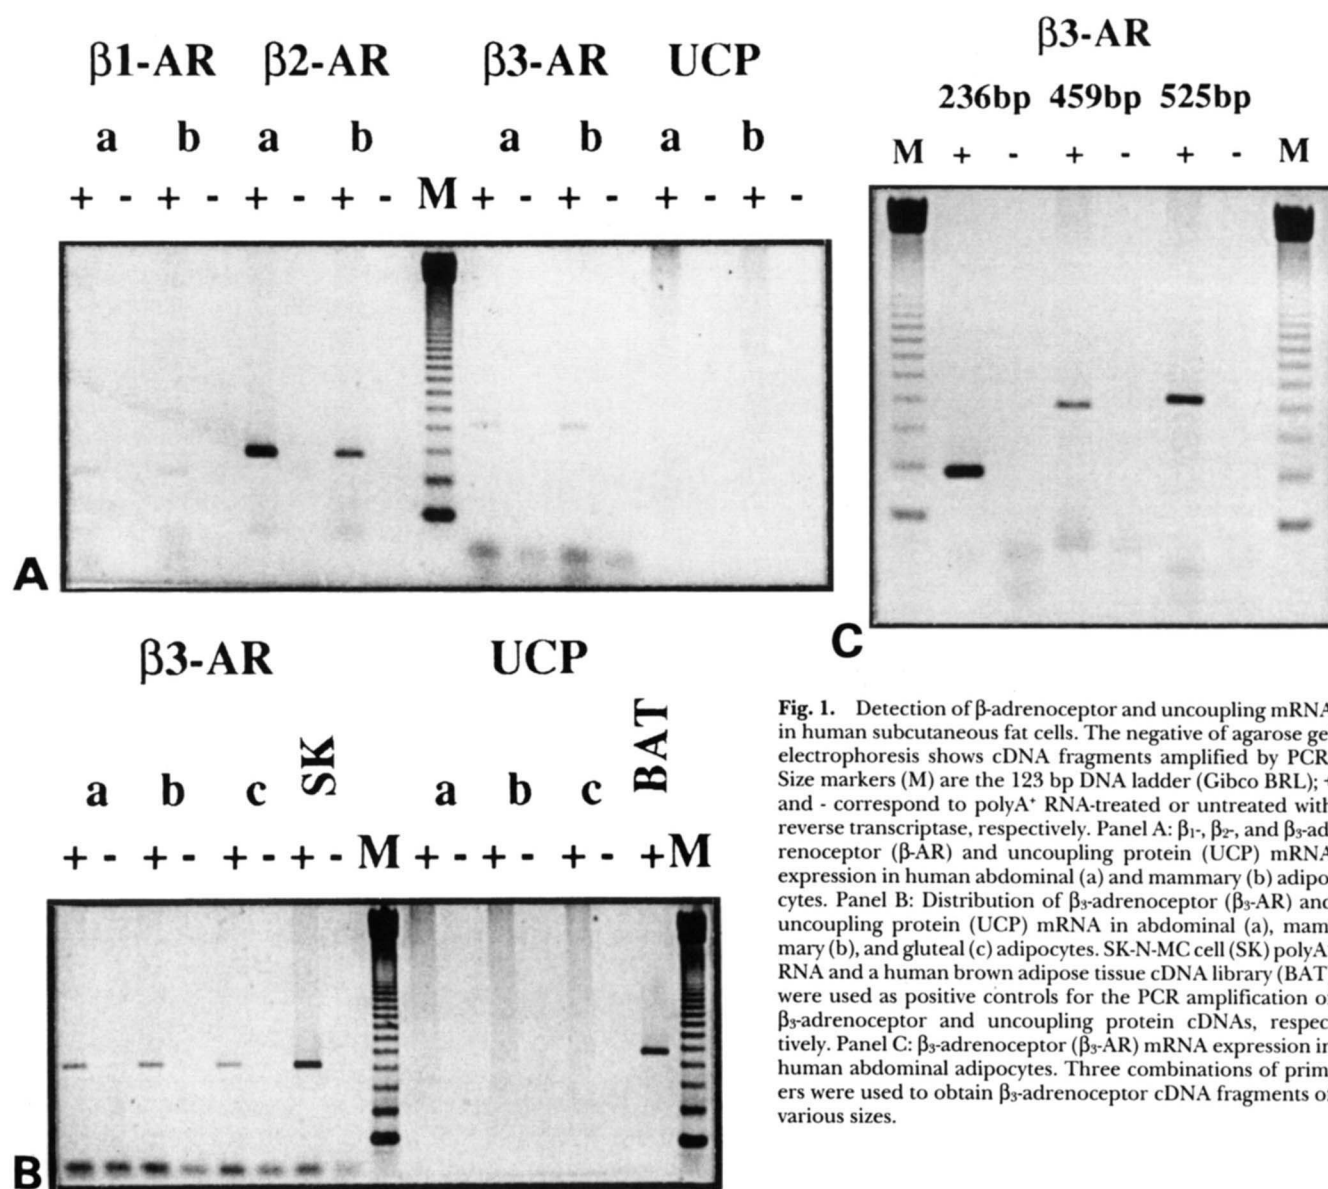 β1-AR β2-AR β3-AR UCP
a b a b a b a b
+ - + - + - + - M + - + - + - + -
A
β3-AR
236bp 459bp 525bp
M + - + - + - M
C
β3-AR UCP
a b c SK a b c BAT
+ - + - + - + - M + - + - + - + M
B
Fig. 1. Detection of β-adrenoceptor and uncoupling mRNA
in human subcutaneous fat cells. The negative of agarose ge
electrophoresis shows cDNA fragments amplified by PCR
Size markers (M) are the 123 bp DNA ladder (Gibco BRL); +
and - correspond to polyA⁺ RNA-treated or untreated with
reverse transcriptase, respectively. Panel A: β₁-, β₂-, and β₃-ad
renoceptor (β-AR) and uncoupling protein (UCP) mRNA
expression in human abdominal (a) and mammary (b) adipo
cytes. Panel B: Distribution of β₃-adrenoceptor (β₃-AR) and
uncoupling protein (UCP) mRNA in abdominal (a), mam
mary (b), and gluteal (c) adipocytes. SK-N-MC cell (SK) polyA
RNA and a human brown adipose tissue cDNA library (BAT
were used as positive controls for the PCR amplification o
β₃-adrenoceptor and uncoupling protein cDNAs, respec
tively. Panel C: β₃-adrenoceptor (β₃-AR) mRNA expression in
human abdominal adipocytes. Three combinations of prim
ers were used to obtain β₃-adrenoceptor cDNA fragments o
various sizes.